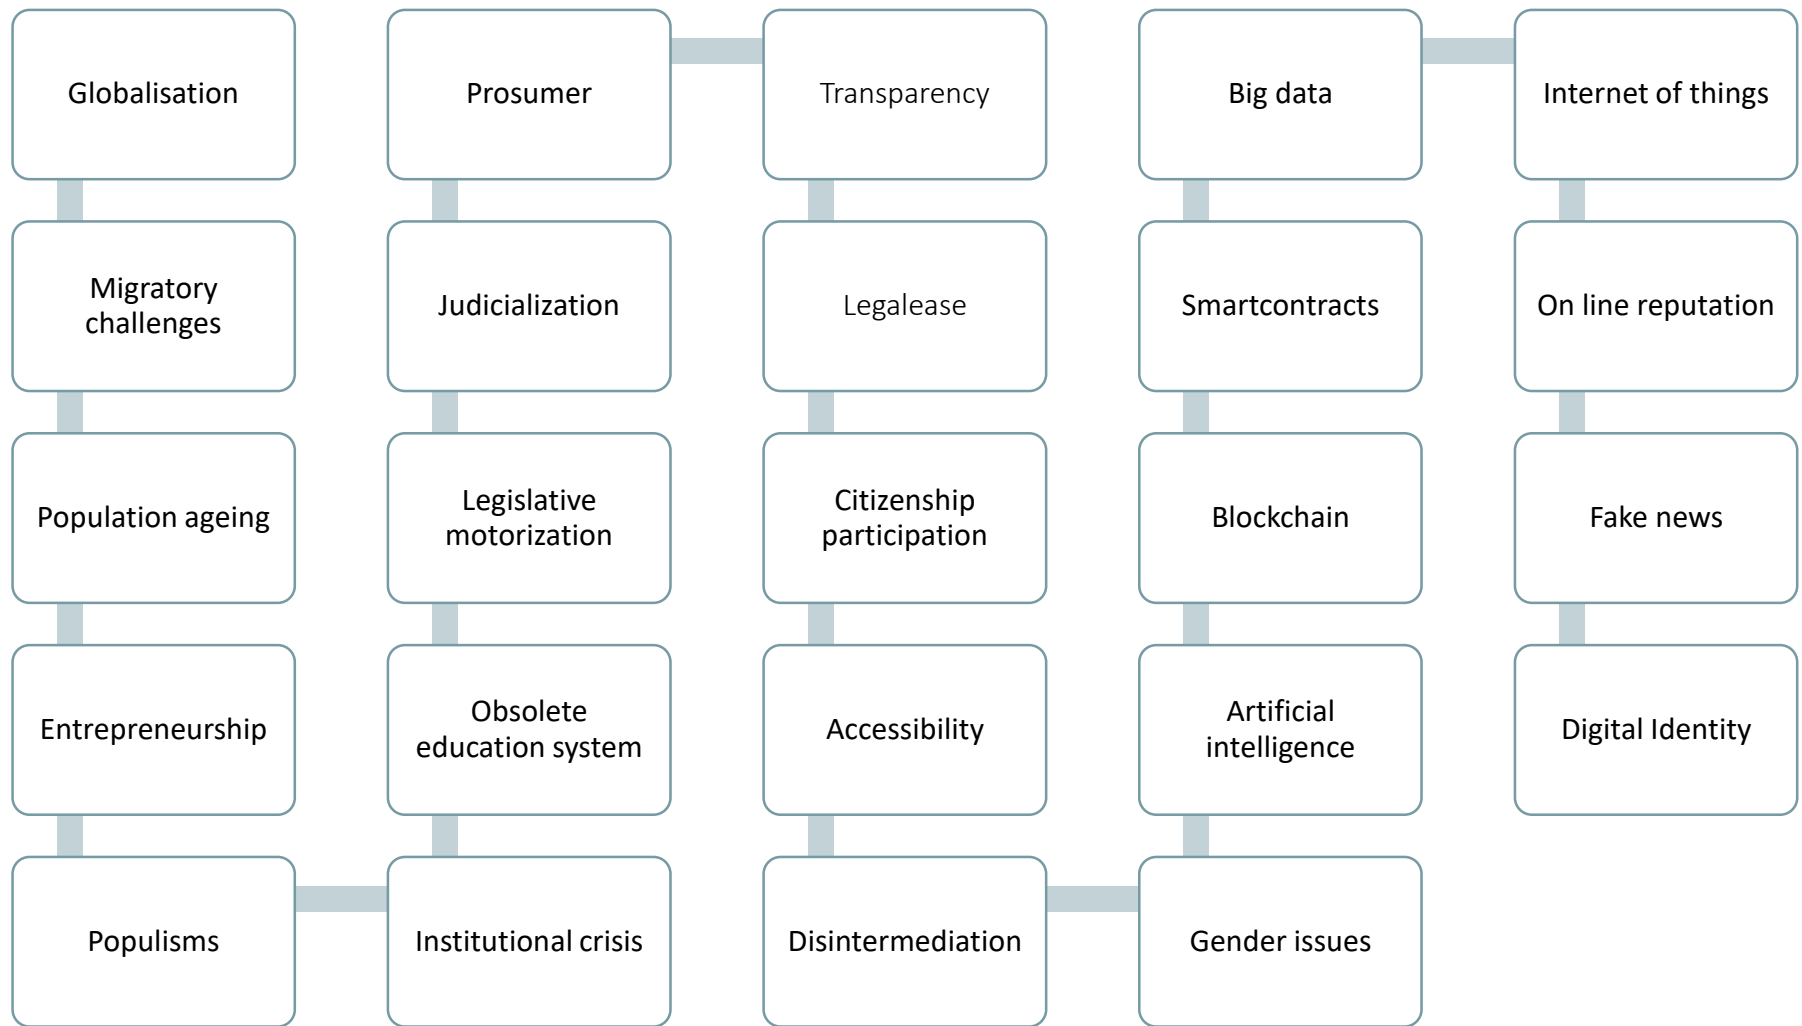 Globalisation
Migratory
challenges
Population ageing
Entrepreneurship
Populisms
Institutional crisis
Obsolete
education system
Legislative
motorization
Judicialization
Prosumer
Transparency
Legalease
Citizenship
participation
Accessibility
Disintermediation
Gender issues
Artificial
intelligence
Blockchain
Smartcontracts
Big data
Internet of things
On line reputation
Fake news
Digital Identity